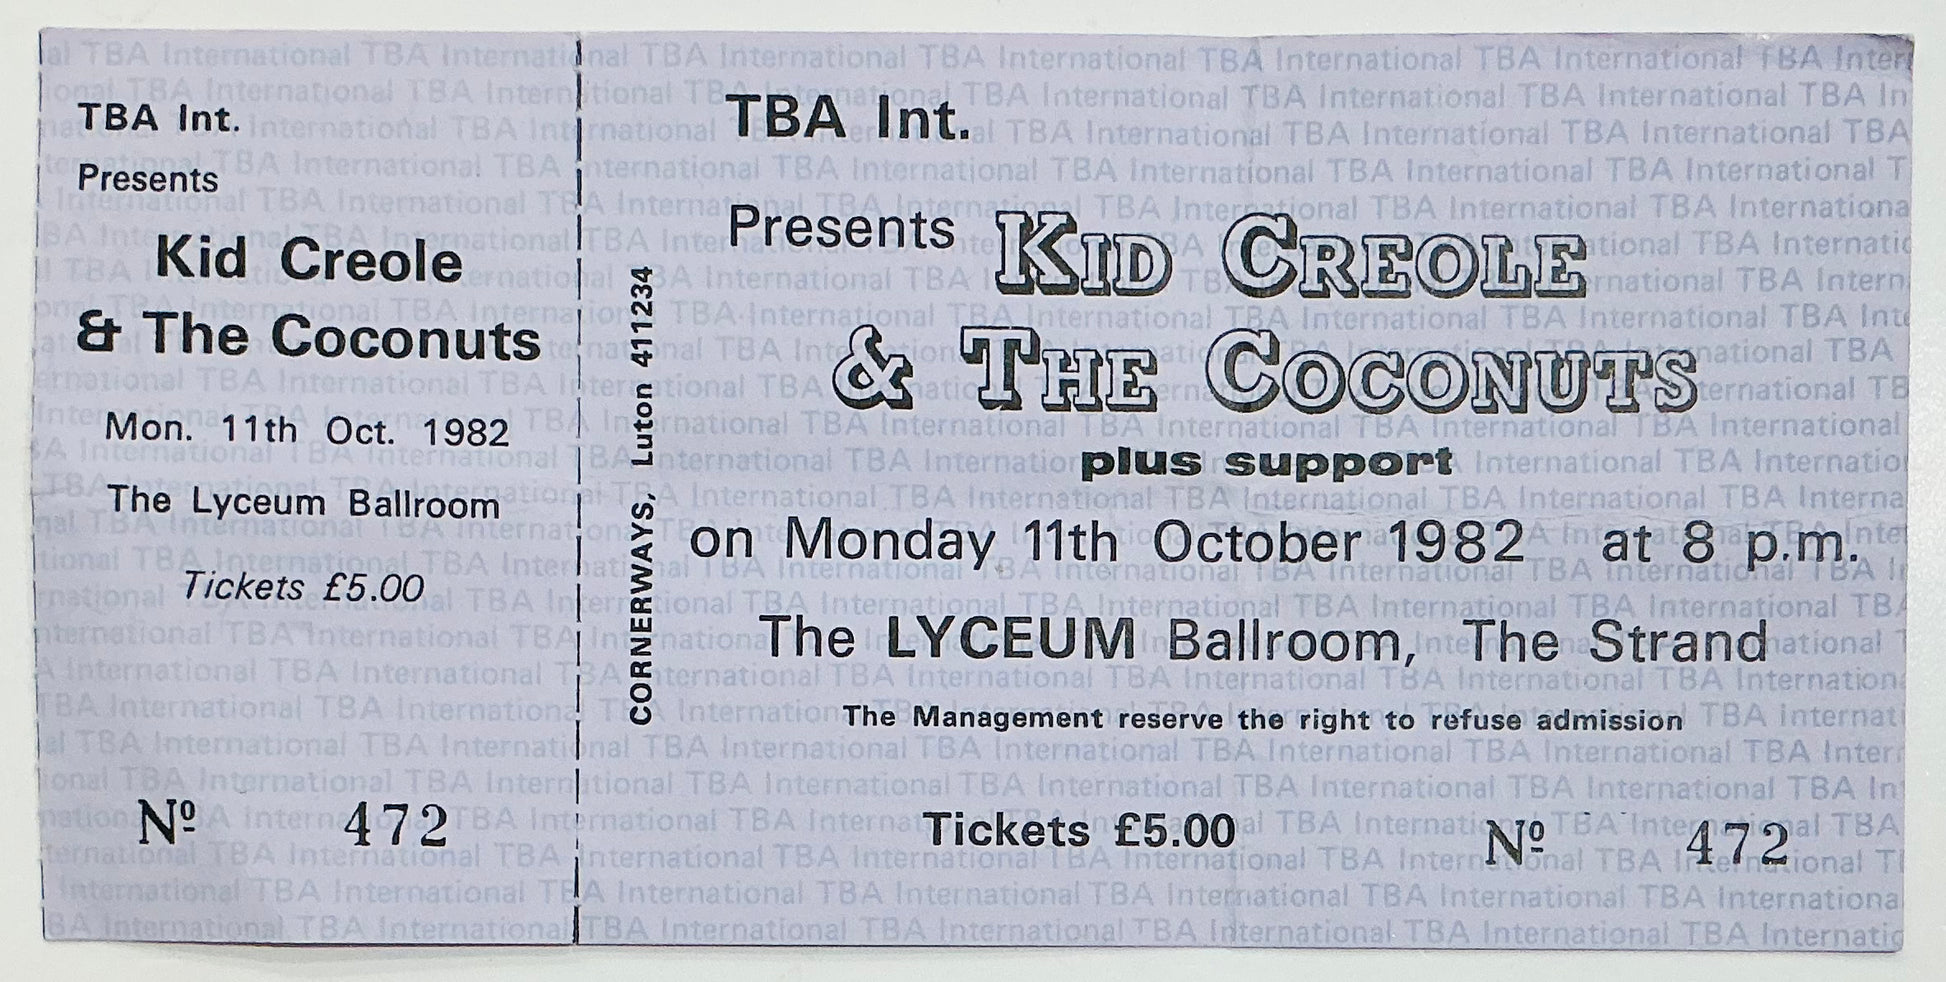 TBA Int.
Presents
Kid Creole
& The Coconuts
Mon. 11th Oct. 1982
The Lyceum Ballroom
Tickets £5.00
Nº 472
CORNERWAYS, Luton 411234
TBA Int.
Presents KID CREOLE
& THE COCONUTS
plus support
on Monday 11th October 1982 at 8 p.m.
The LYCEUM Ballroom, The Strand
The Management reserve the right to refuse admission
Tickets £5.00 Nº 472